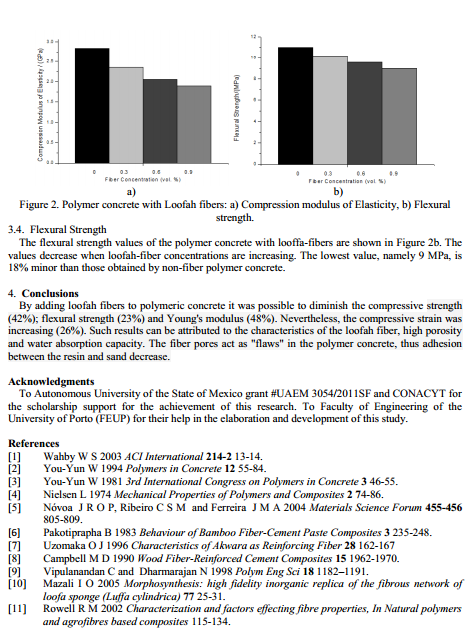 3.0
2.5
2.0
1.5
1.0
0.5
0.0
Compression Modulus of Elasticity / (GPa)
0 0.3 0.6 0.9
Fiber Concentration (vol. %)
a)
12
10
8
6
4
2
0
Flexural Strength (MPa)
0 0.3 0.6 0.9
Fiber Concentration (vol. %)
b)
Figure 2. Polymer concrete with Loofah fibers: a) Compression modulus of Elasticity, b) Flexural
strength.
3.4. Flexural Strength
The flexural strength values of the polymer concrete with looffa-fibers are shown in Figure 2b. The
values decrease when loofah-fiber concentrations are increasing. The lowest value, namely 9 MPa, is
18% minor than those obtained by non-fiber polymer concrete.
4. Conclusions
By adding loofah fibers to polymeric concrete it was possible to diminish the compressive strength
(42%); flexural strength (23%) and Young's modulus (48%). Nevertheless, the compressive strain was
increasing (26%). Such results can be attributed to the characteristics of the loofah fiber, high porosity
and water absorption capacity. The fiber pores act as "flaws" in the polymer concrete, thus adhesion
between the resin and sand decrease.
Acknowledgments
To Autonomous University of the State of Mexico grant #UAEM 3054/2011SF and CONACYT for
the scholarship support for the achievement of this research. To Faculty of Engineering of the
University of Porto (FEUP) for their help in the elaboration and development of this study.
References
[1] Wahby W S 2003 ACI International 214-2 13-14.
[2] You-Yun W 1994 Polymers in Concrete 12 55-84.
[3] You-Yun W 1981 3rd International Congress on Polymers in Concrete 3 46-55.
[4] Nielsen L 1974 Mechanical Properties of Polymers and Composites 2 74-86.
[5] Nóvoa J R O P, Ribeiro C S M and Ferreira J M A 2004 Materials Science Forum 455-456
805-809.
[6] Pakotiprapha B 1983 Behaviour of Bamboo Fiber-Cement Paste Composites 3 235-248.
[7] Uzomaka O J 1996 Characteristics of Akwara as Reinforcing Fiber 28 162-167
[8] Campbell M D 1990 Wood Fiber-Reinforced Cement Composites 15 1962-1970.
[9] Vipulanandan C and Dharmarajan N 1998 Polym Eng Sci 18 1182–1191.
[10] Mazali I O 2005 Morphosynthesis: high fidelity inorganic replica of the fibrous network of
loofa sponge (Luffa cylindrica) 77 25-31.
[11] Rowell R M 2002 Characterization and factors effecting fibre properties, In Natural polymers
and agrofibres based composites 115-134.